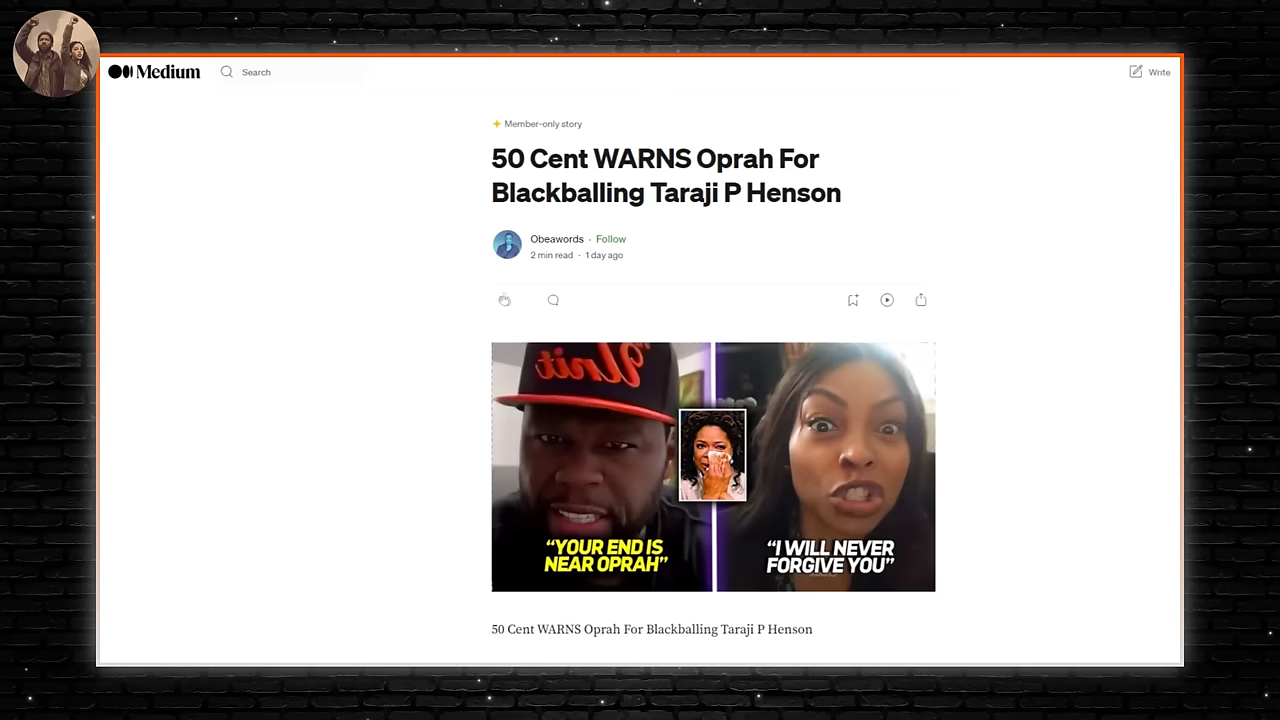 Medium
Search
Write
Member-only story
50 Cent WARNS Oprah For
Blackballing Taraji P Henson
Obeawords · Follow
2 min read · 1 day ago
Unit
“YOUR END IS
NEAR OPRAH”
“I WILL NEVER
FORGIVE YOU”
50 Cent WARNS Oprah For Blackballing Taraji P Henson